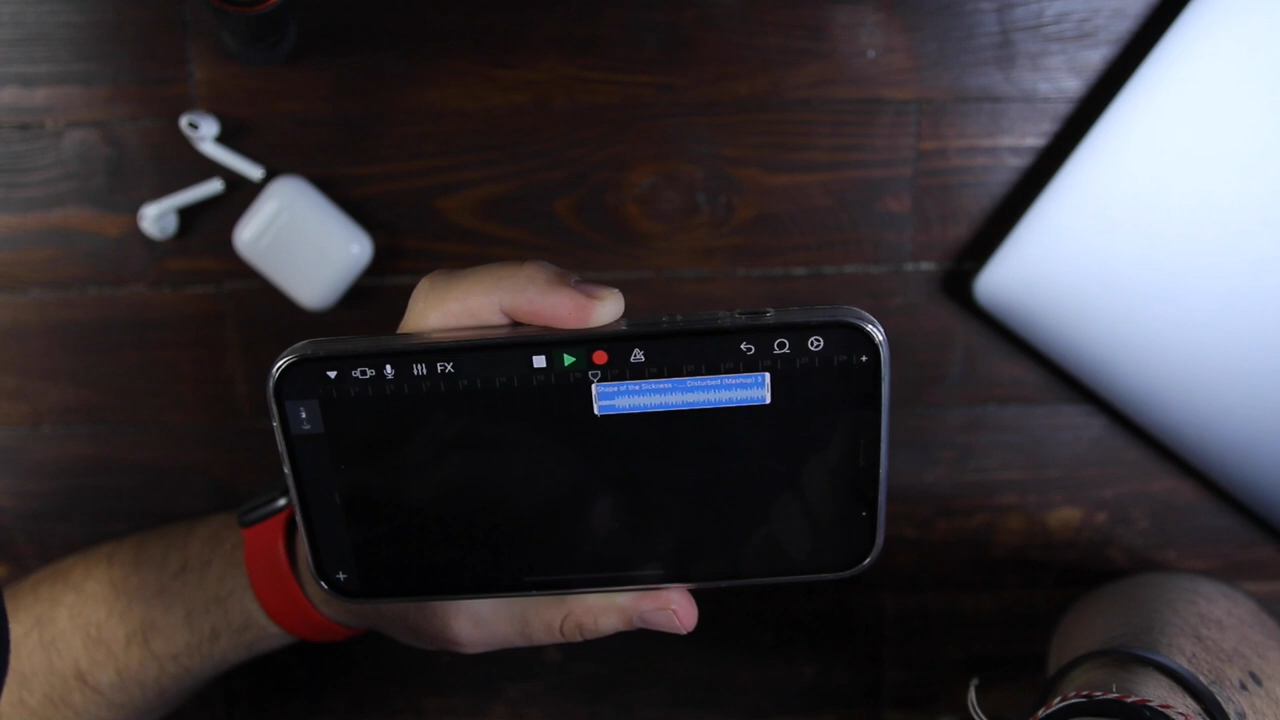 FX
Shape of the Sickness -.... Disturbed (Mashup) 3